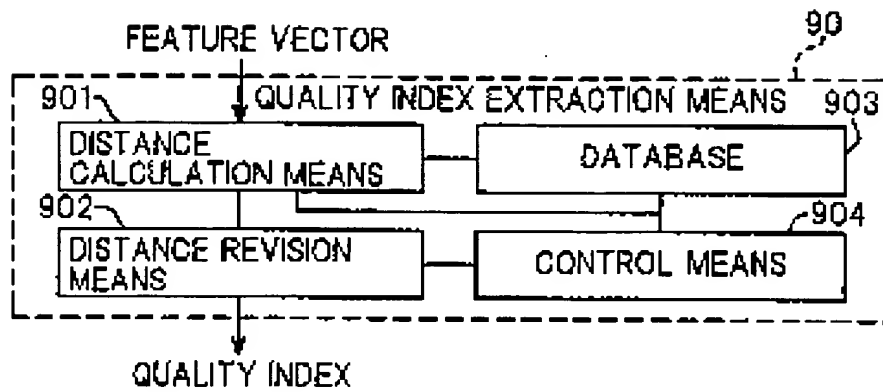 FEATURE VECTOR
90
901
QUALITY INDEX EXTRACTION MEANS
903
DISTANCE
CALCULATION MEANS
DATABASE
902
904
DISTANCE REVISION
MEANS
CONTROL MEANS
QUALITY INDEX